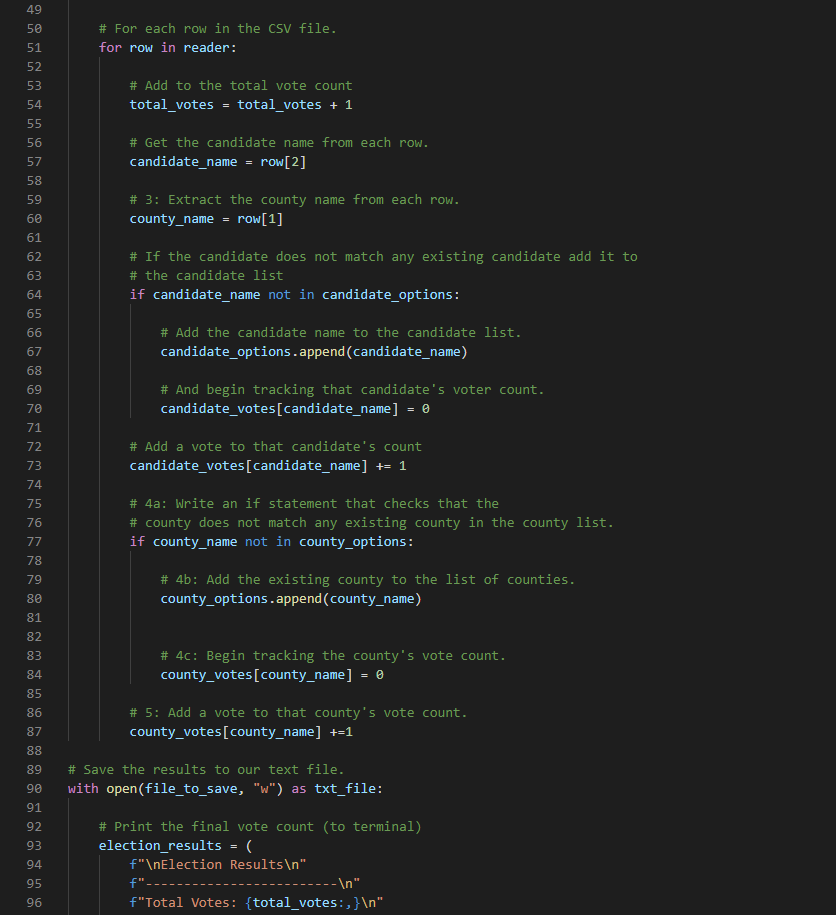 49
50 # For each row in the CSV file.
51 for row in reader:
52
53 # Add to the total vote count
54 total_votes = total_votes + 1
55
56 # Get the candidate name from each row.
57 candidate_name = row[2]
58
59 # 3: Extract the county name from each row.
60 county_name = row[1]
61
62 # If the candidate does not match any existing candidate add it to
63 # the candidate list
64 if candidate_name not in candidate_options:
65
66 # Add the candidate name to the candidate list.
67 candidate_options.append(candidate_name)
68
69 # And begin tracking that candidate's voter count.
70 candidate_votes[candidate_name] = 0
71
72 # Add a vote to that candidate's count
73 candidate_votes[candidate_name] += 1
74
75 # 4a: Write an if statement that checks that the
76 # county does not match any existing county in the county list.
77 if county_name not in county_options:
78
79 # 4b: Add the existing county to the list of counties.
80 county_options.append(county_name)
81
82
83 # 4c: Begin tracking the county's vote count.
84 county_votes[county_name] = 0
85
86 # 5: Add a vote to that county's vote count.
87 county_votes[county_name] +=1
88
89 # Save the results to our text file.
90 with open(file_to_save, "w") as txt_file:
91
92 # Print the final vote count (to terminal)
93 election_results = (
94 f"\nElection Results\n"
95 f"-------------------------\n"
96 f"Total Votes: {total_votes:,}\n"